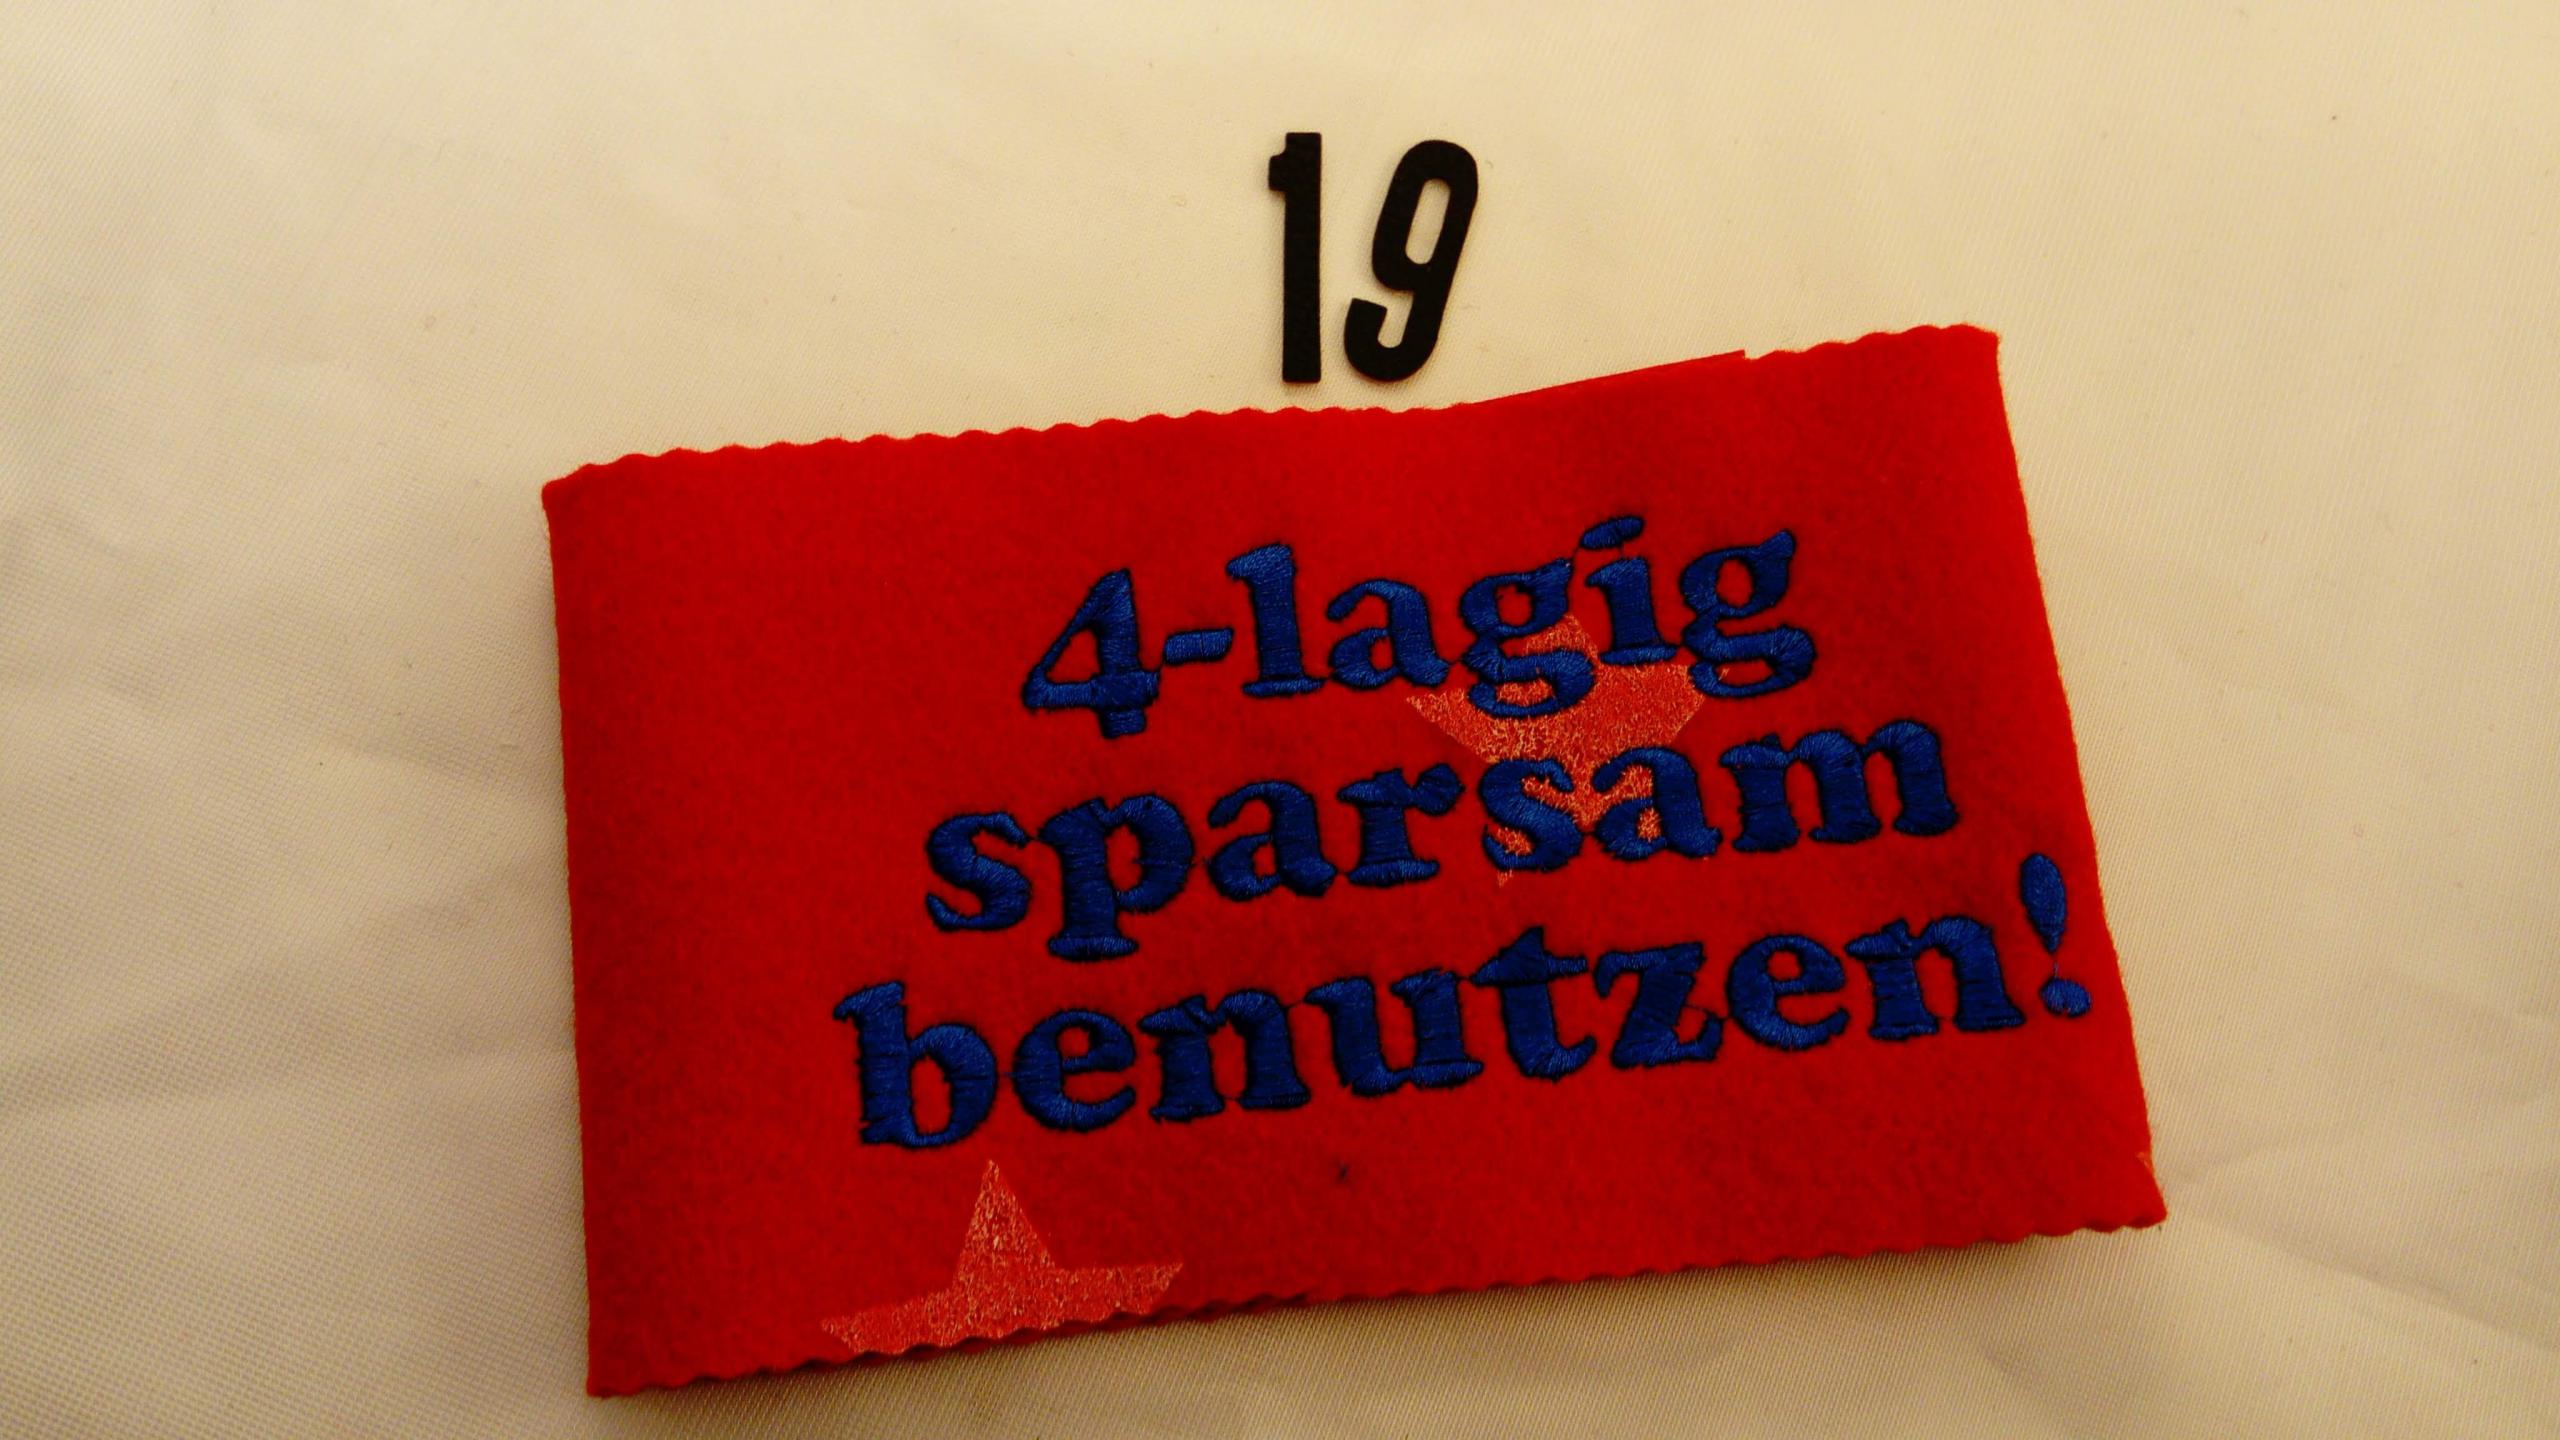 19
4-lagig
sparsam
benutzen!